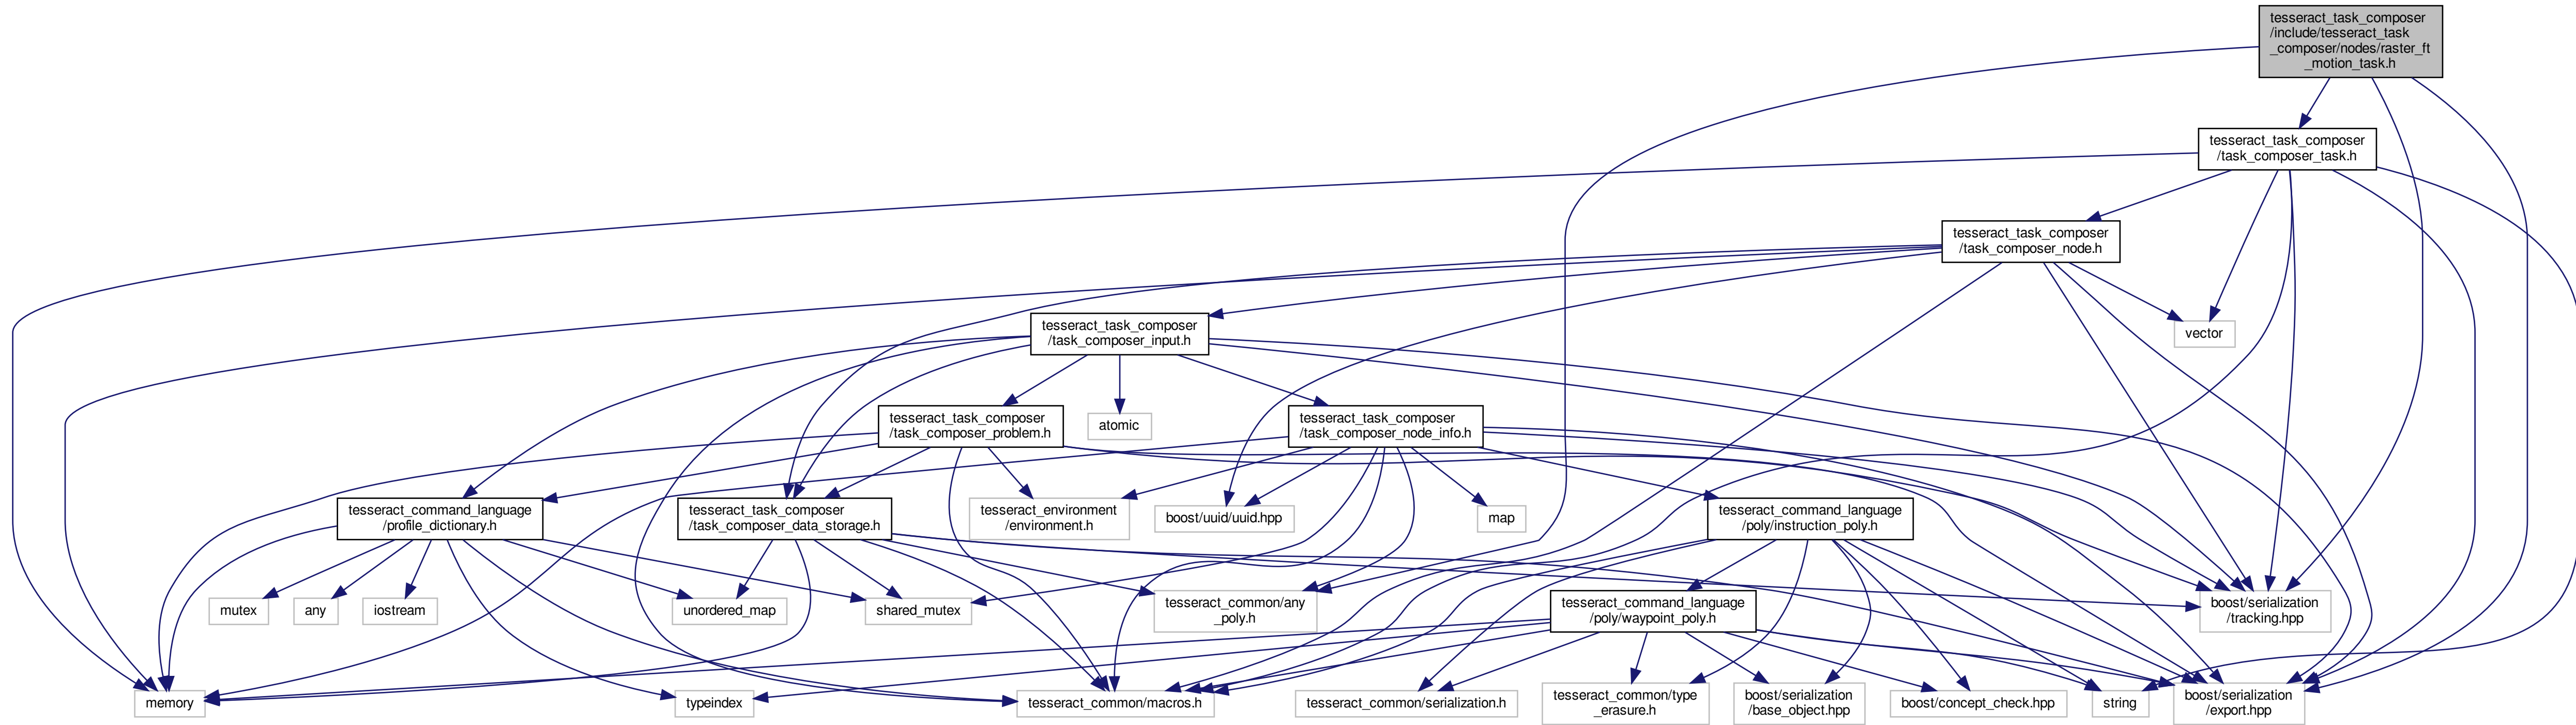 tesseract_task_composer
/include/tesseract_task
_composer/nodes/raster_ft
_motion_task.h
tesseract_task_composer
/task_composer_task.h
tesseract_task_composer
/task_composer_node.h
tesseract_task_composer
/task_composer_input.h
vector
tesseract_task_composer
/task_composer_problem.h
atomic
tesseract_task_composer
/task_composer_node_info.h
tesseract_command_language
/profile_dictionary.h
tesseract_task_composer
/task_composer_data_storage.h
tesseract_environment
/environment.h
boost/uuid/uuid.hpp
map
tesseract_command_language
/poly/instruction_poly.h
mutex
any
iostream
unordered_map
shared_mutex
tesseract_common/any
_poly.h
tesseract_command_language
/poly/waypoint_poly.h
boost/serialization
/tracking.hpp
memory
typeindex
tesseract_common/macros.h
tesseract_common/serialization.h
tesseract_common/type
_erasure.h
boost/serialization
/base_object.hpp
boost/concept_check.hpp
string
boost/serialization
/export.hpp